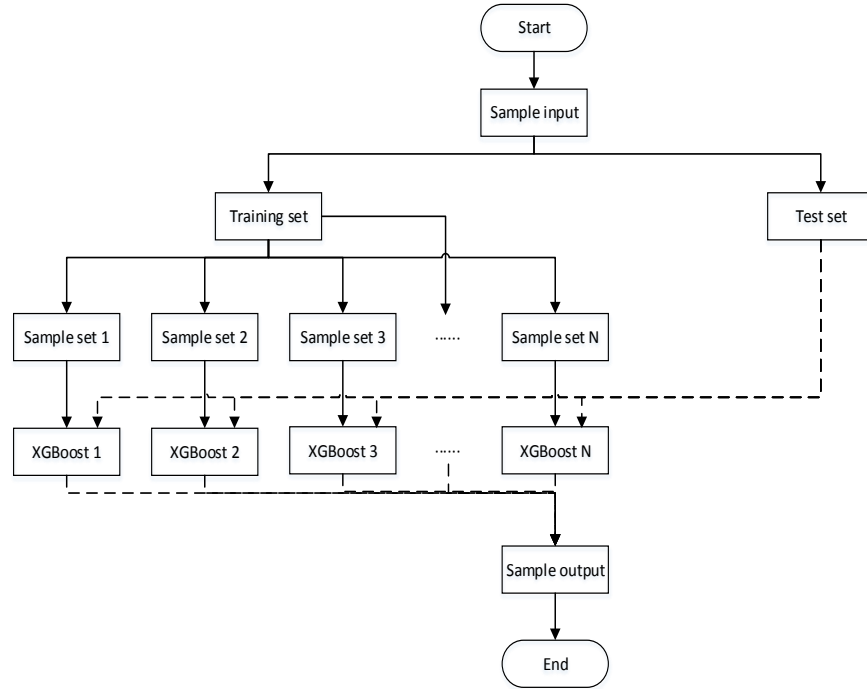 Start
Sample input
Training set
Test set
Sample set 1
Sample set 2
Sample set 3
......
Sample set N
XGBoost 1
XGBoost 2
XGBoost 3
......
XGBoost N
Sample output
End